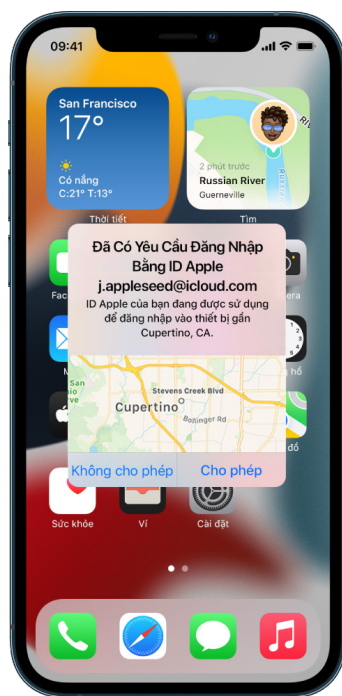 09:41
San Francisco
17°
Có nắng
C:21° T:13°
Thời tiết
2 phút trước
Russian River
Guerneville
Tìm
Đã Có Yêu Cầu Đăng Nhập
Bằng ID Apple
j.appleseed@icloud.com
ID Apple của bạn đang được sử dụng
để đăng nhập vào thiết bị gần
Cupertino, CA.
Stevens Creek Blvd
Cupertino
Bollinger Rd
Không cho phép
Cho phép
Sức khỏe
Ví
Cài đặt